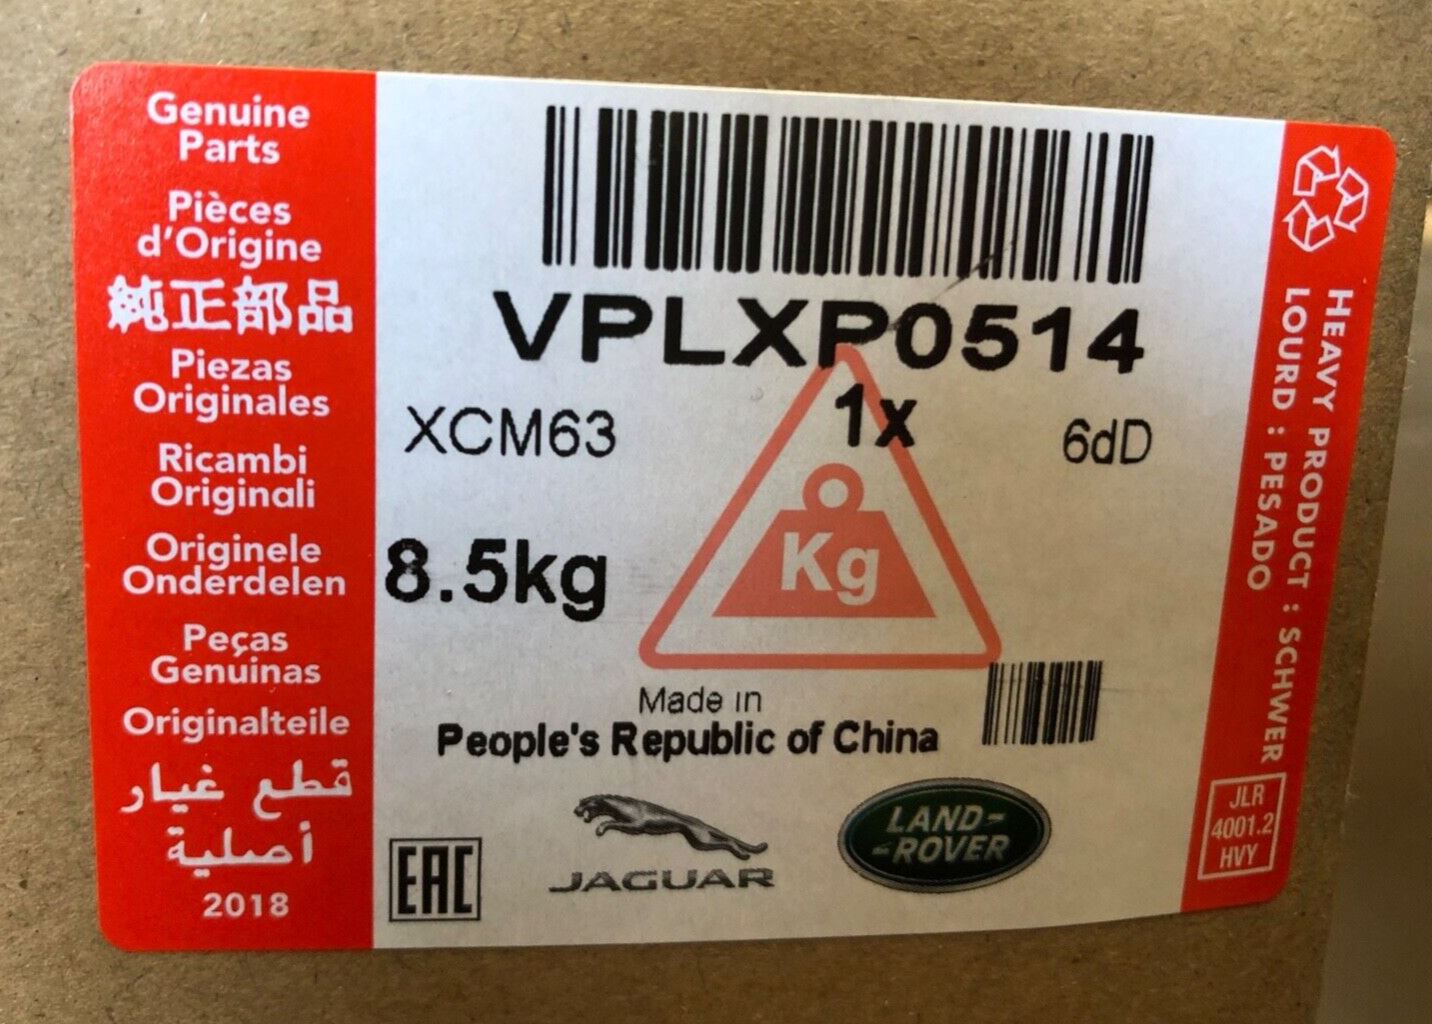 Genuine
Parts
Pièces
d'Origine
純正部品
Piezas
Originales
Ricambi
Originali
Originele
Onderdelen
Peças
Genuinas
Originalteile
قطع غيار
أصلية
2018
VPLXP0514
XCM63
1x
6dD
8.5kg
Kg
Made in
People's Republic of China
EAC
JAGUAR
LAND-
-ROVER
HEAVY PRODUCT : SCHWER
LOURD : PESADO
JLR
4001.2
HVY